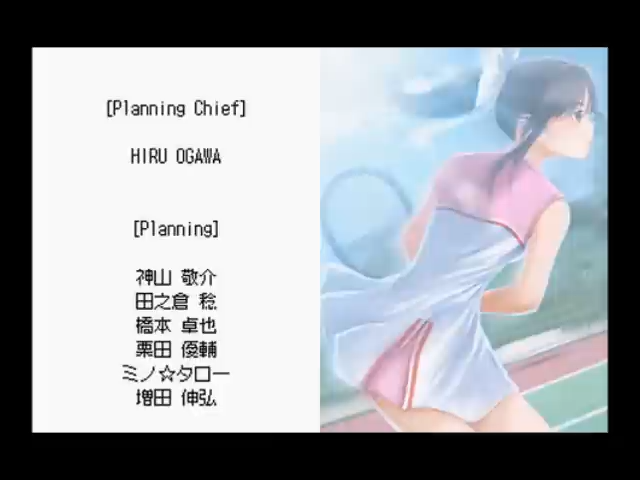 [Planning Chief]
HIRU OGAWA
[Planning]
神山 敬介
田之倉 稔
橋本 卓也
栗田 優輔
ミノ☆タロー
増田 伸弘